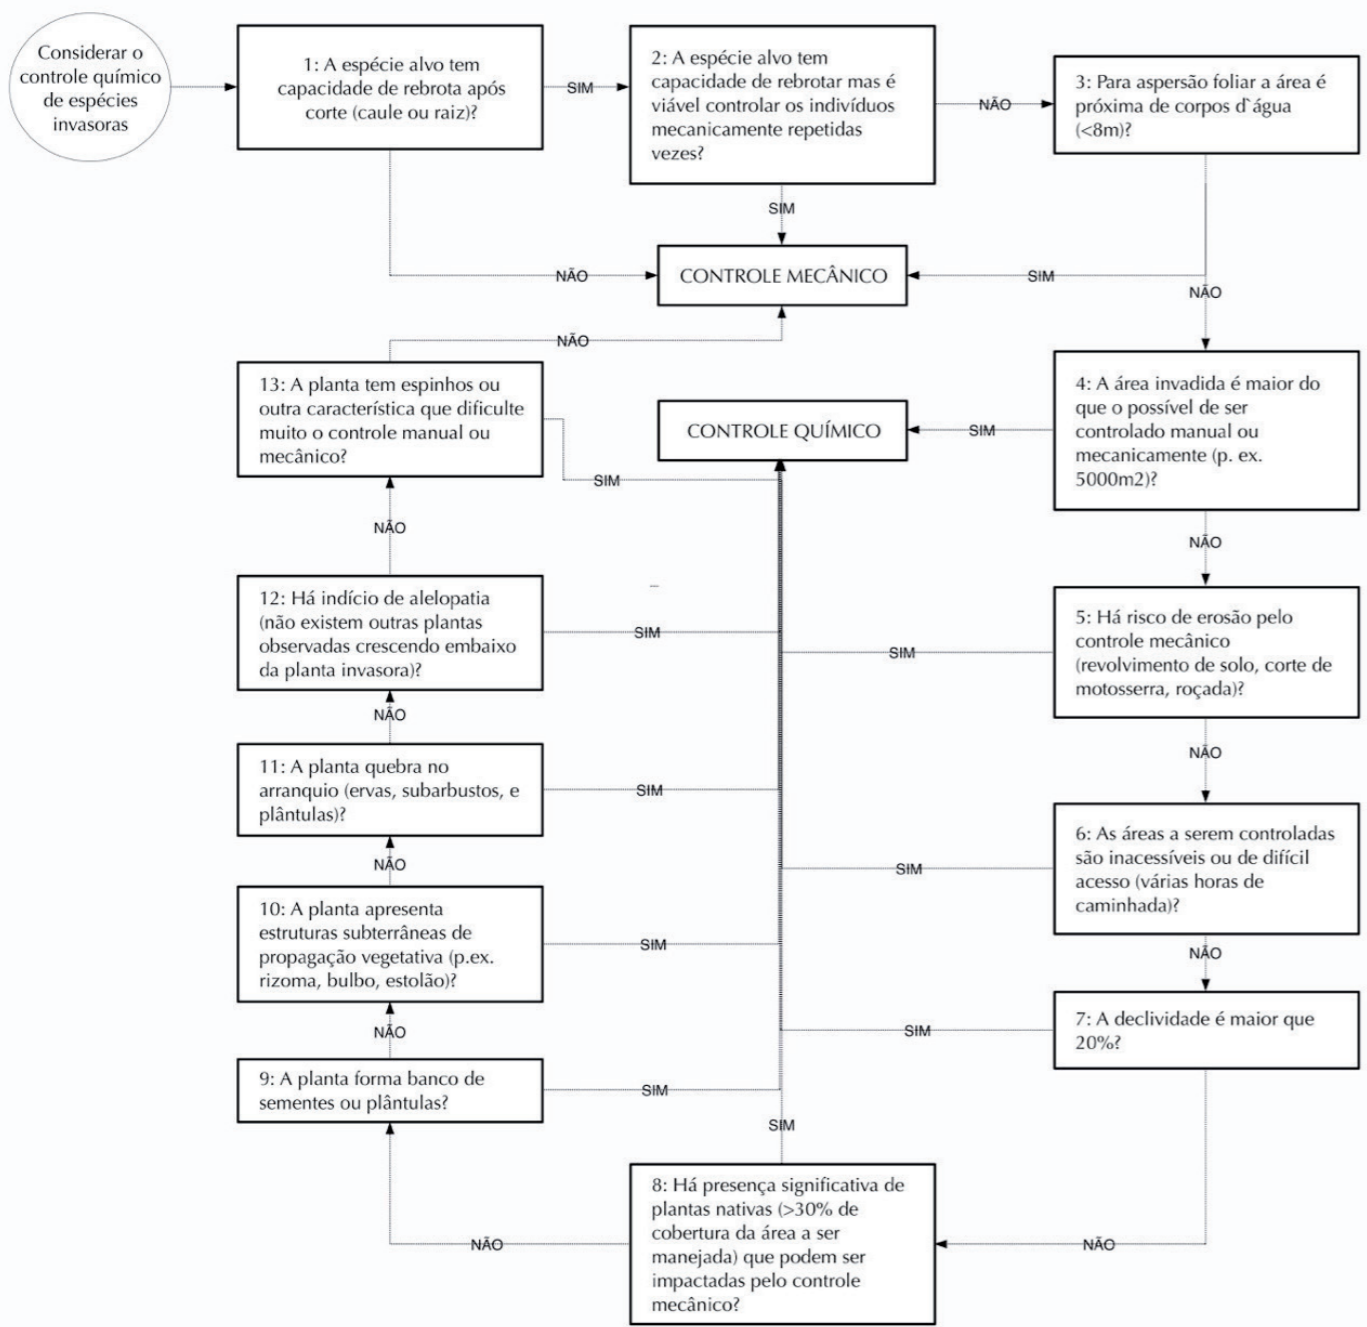 Considerar o
controle químico
de espécies
invasoras
1: A espécie alvo tem
capacidade de rebrota após
corte (caule ou raiz)?
SIM
2: A espécie alvo tem
capacidade de rebrotar mas é
viável controlar os indivíduos
mecanicamente repetidas
vezes?
NÃO
3: Para aspersão foliar a área é
próxima de corpos d`água
(<8m)?
SIM
CONTROLE MECÂNICO
NÃO
SIM
NÃO
NÃO
4: A área invadida é maior do
que o possível de ser
controlado manual ou
mecanicamente (p. ex.
5000m2)?
SIM
CONTROLE QUÍMICO
NÃO
5: Há risco de erosão pelo
controle mecânico
(revolvimento de solo, corte de
motosserra, roçada)?
SIM
NÃO
6: As áreas a serem controladas
são inacessíveis ou de difícil
acesso (várias horas de
caminhada)?
SIM
NÃO
7: A declividade é maior que
20%?
SIM
NÃO
8: Há presença significativa de
plantas nativas (>30% de
cobertura da área a ser
manejada) que podem ser
impactadas pelo controle
mecânico?
SIM
NÃO
9: A planta forma banco de
sementes ou plântulas?
SIM
NÃO
10: A planta apresenta
estruturas subterrâneas de
propagação vegetativa (p.ex.
rizoma, bulbo, estolão)?
SIM
NÃO
11: A planta quebra no
arranquio (ervas, subarbustos, e
plântulas)?
SIM
NÃO
12: Há indício de alelopatia
(não existem outras plantas
observadas crescendo embaixo
da planta invasora)?
SIM
NÃO
13: A planta tem espinhos ou
outra característica que dificulte
muito o controle manual ou
mecânico?
SIM